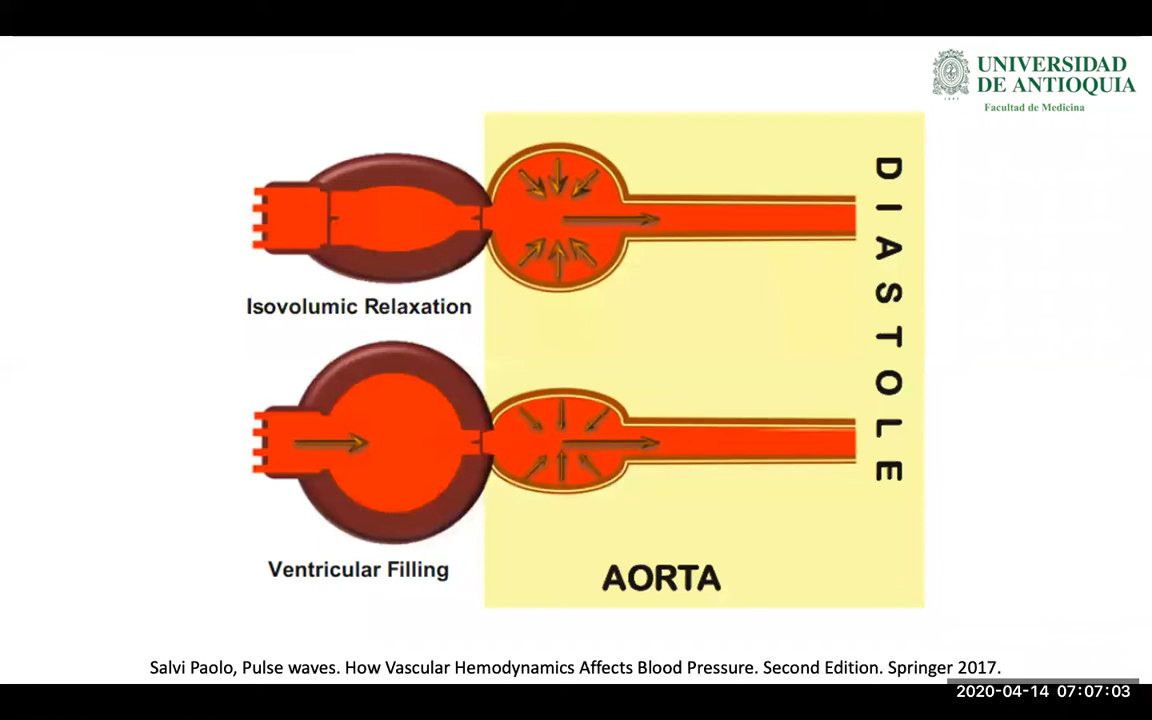 UNIVERSIDAD
DE ANTIOQUIA
1803
Facultad de Medicina
DIASTOLE
Isovolumic Relaxation
Ventricular Filling
AORTA
Salvi Paolo, Pulse waves. How Vascular Hemodynamics Affects Blood Pressure. Second Edition. Springer 2017.
2020-04-14 07:07:03